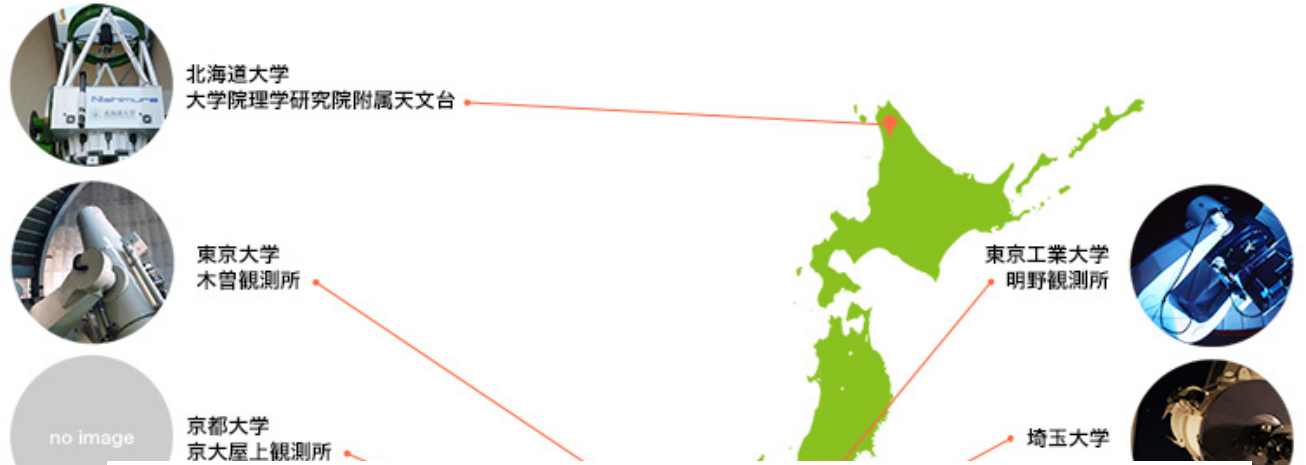 Nishimura
北海道大学
大学院理学研究院附属天文台
東京大学
木曽観測所
東京工業大学
明野観測所
no image
京都大学
京大屋上観測所
埼玉大学